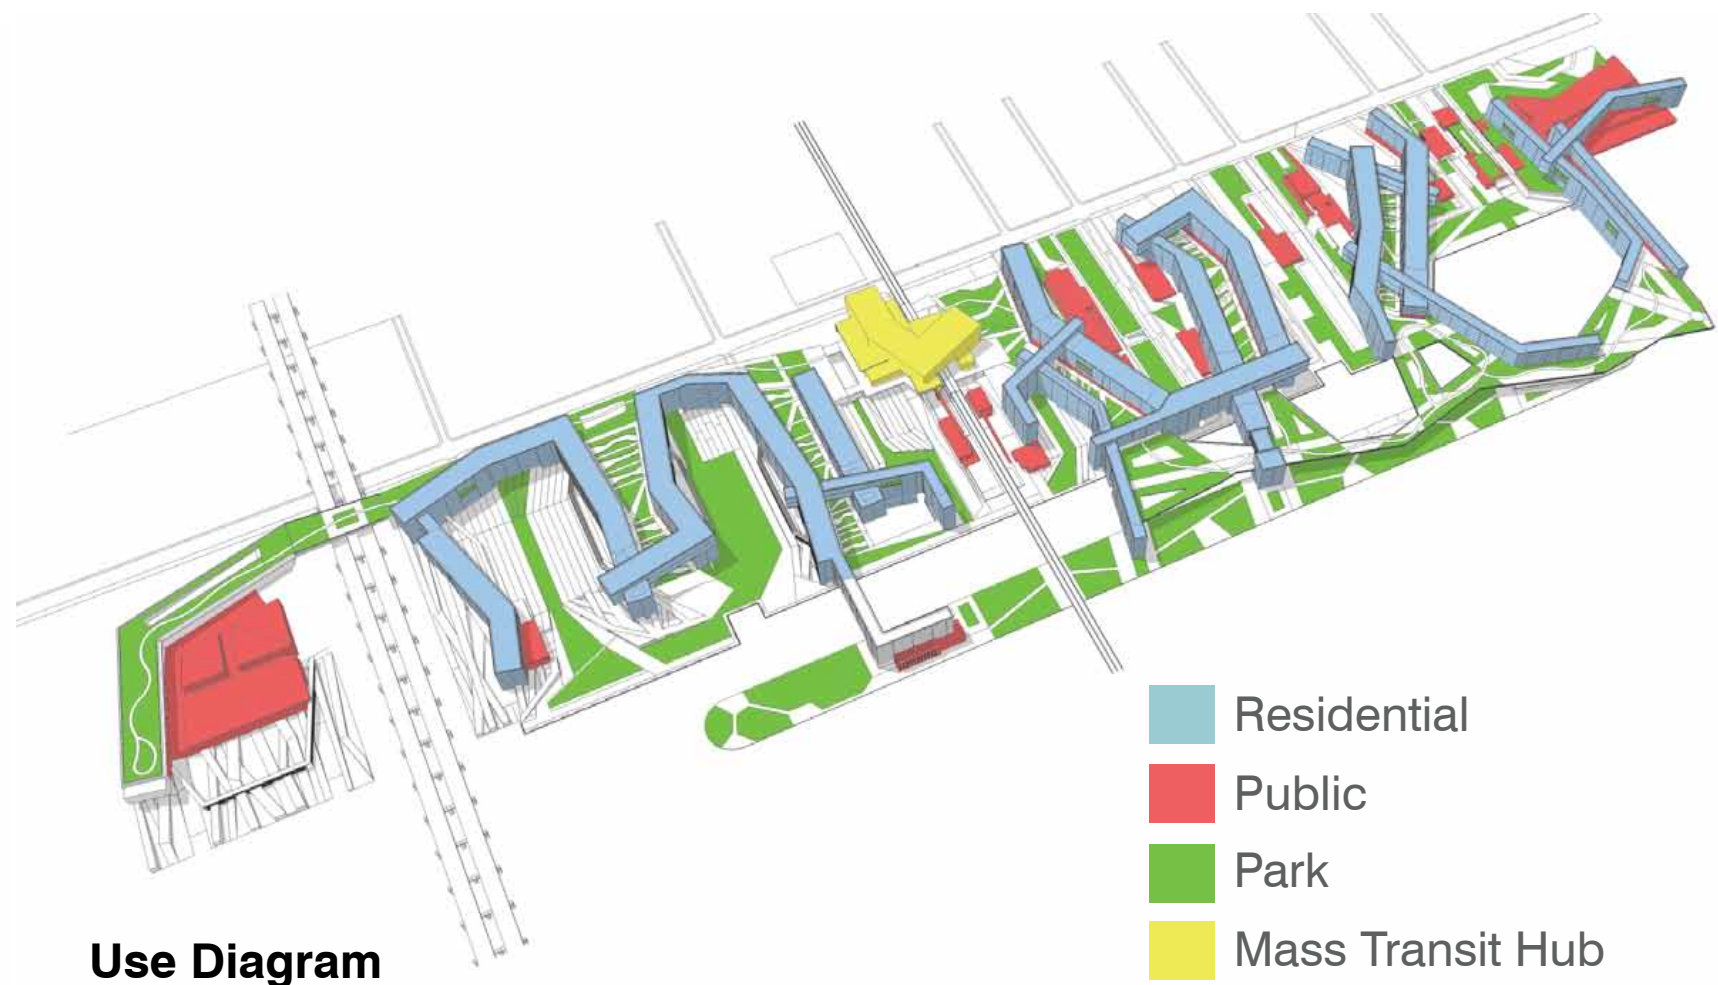 Residential
Public
Park
Mass Transit Hub
Use Diagram